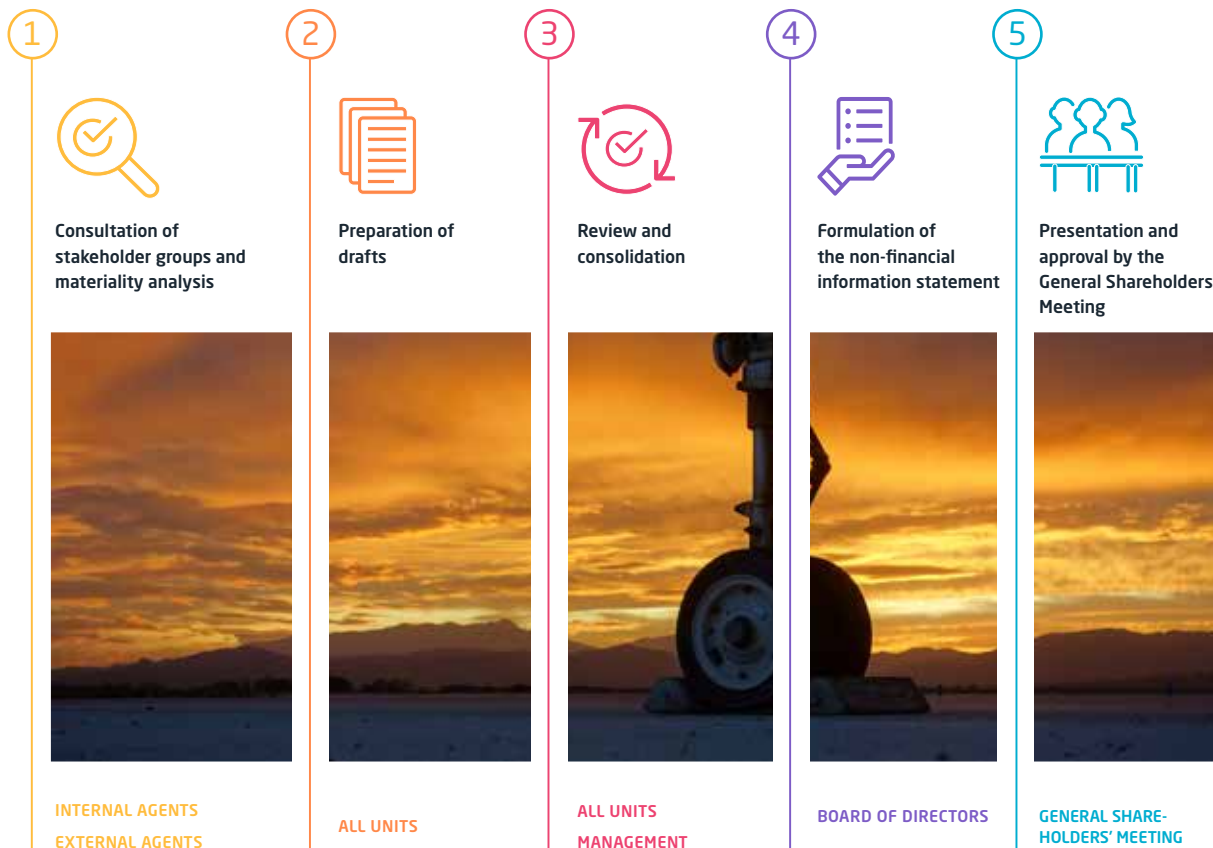 1
2
3
4
5
Consultation of
stakeholder groups and
materiality analysis
Preparation of
drafts
Review and
consolidation
Formulation of
the non-financial
information statement
Presentation and
approval by the
General Shareholders
Meeting
INTERNAL AGENTS
EXTERNAL AGENTS
ALL UNITS
ALL UNITS
MANAGEMENT
BOARD OF DIRECTORS
GENERAL SHARE-
HOLDERS' MEETING